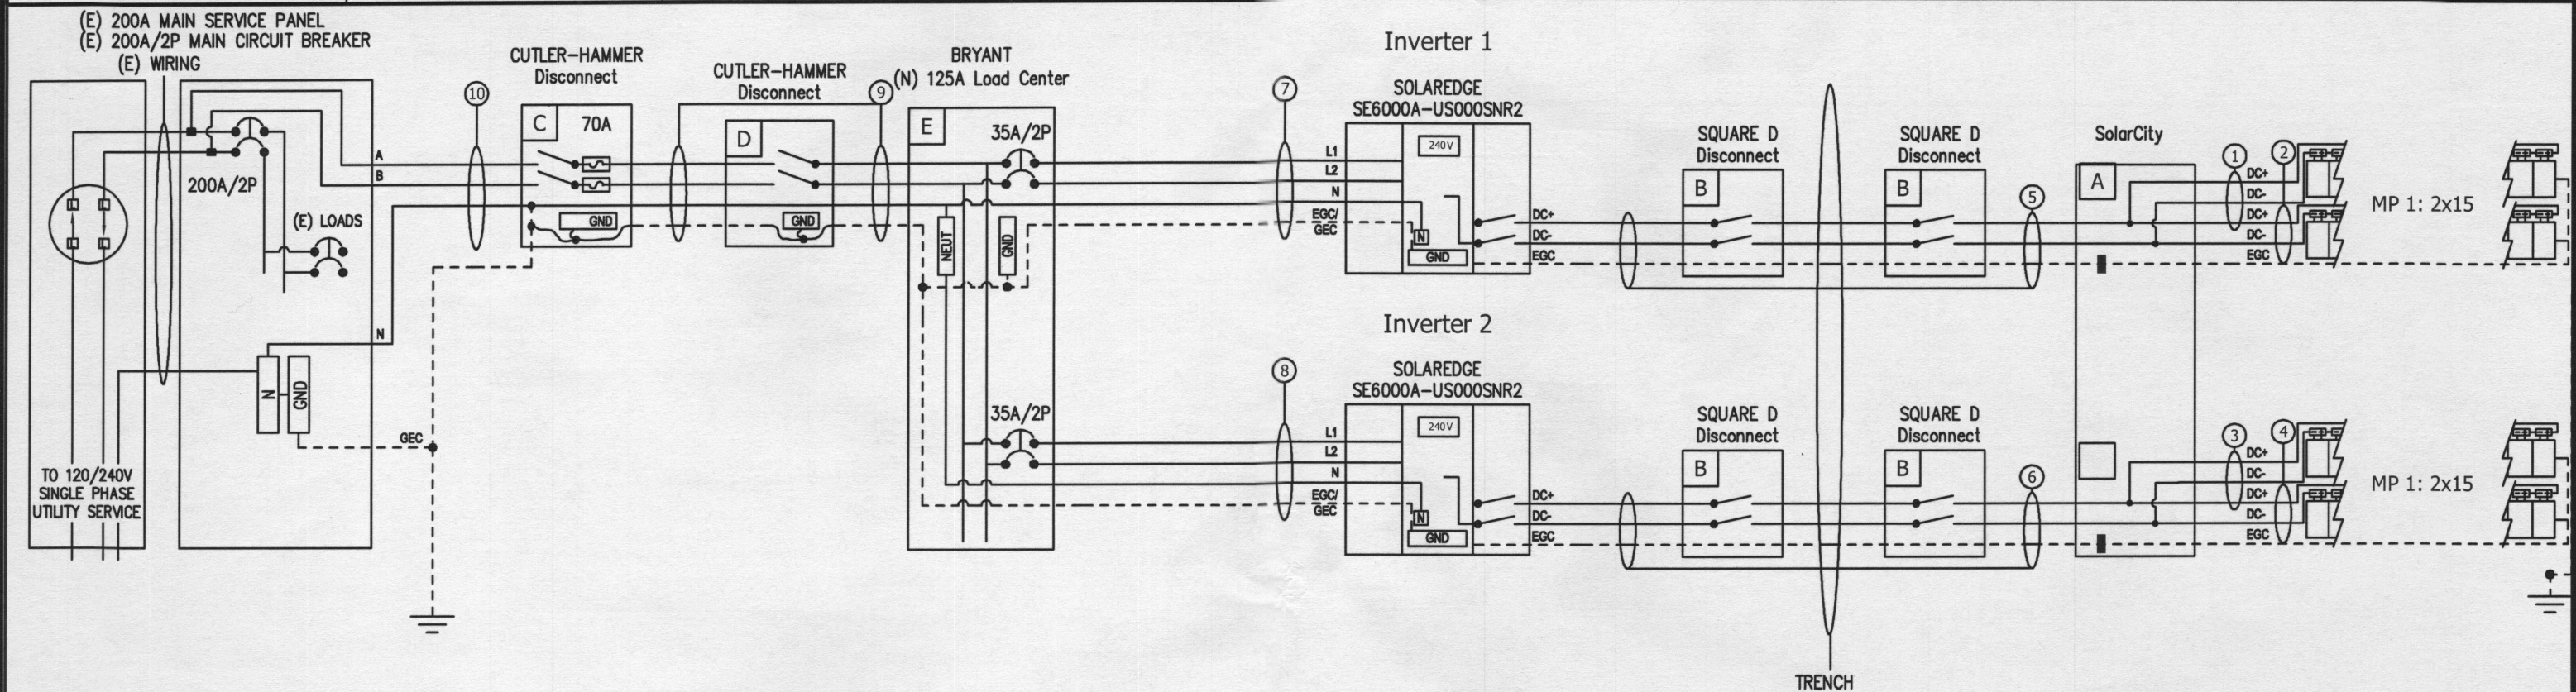 (E) 200A MAIN SERVICE PANEL
(E) 200A/2P MAIN CIRCUIT BREAKER
(E) WIRING
200A/2P
(E) LOADS
A
B
N
N
GND
GEC
TO 120/240V
SINGLE PHASE
UTILITY SERVICE
10
CUTLER-HAMMER
Disconnect
C
70A
GND
CUTLER-HAMMER
Disconnect
D
GND
9
BRYANT
(N) 125A Load Center
E
35A/2P
NEUT
GND
35A/2P
7
Inverter 1
SOLAREDGE
SE6000A-US000SNR2
240V
L1
L2
N
EGC/
GEC
N
GND
DC+
DC-
EGC
SQUARE D
Disconnect
B
SQUARE D
Disconnect
B
5
SolarCity
A
1
2
DC+
DC-
DC+
DC-
EGC
MP 1: 2x15
8
Inverter 2
SOLAREDGE
SE6000A-US000SNR2
240V
L1
L2
N
EGC/
GEC
N
GND
DC+
DC-
EGC
SQUARE D
Disconnect
B
SQUARE D
Disconnect
B
6
3
4
DC+
DC-
DC+
DC-
EGC
MP 1: 2x15
TRENCH